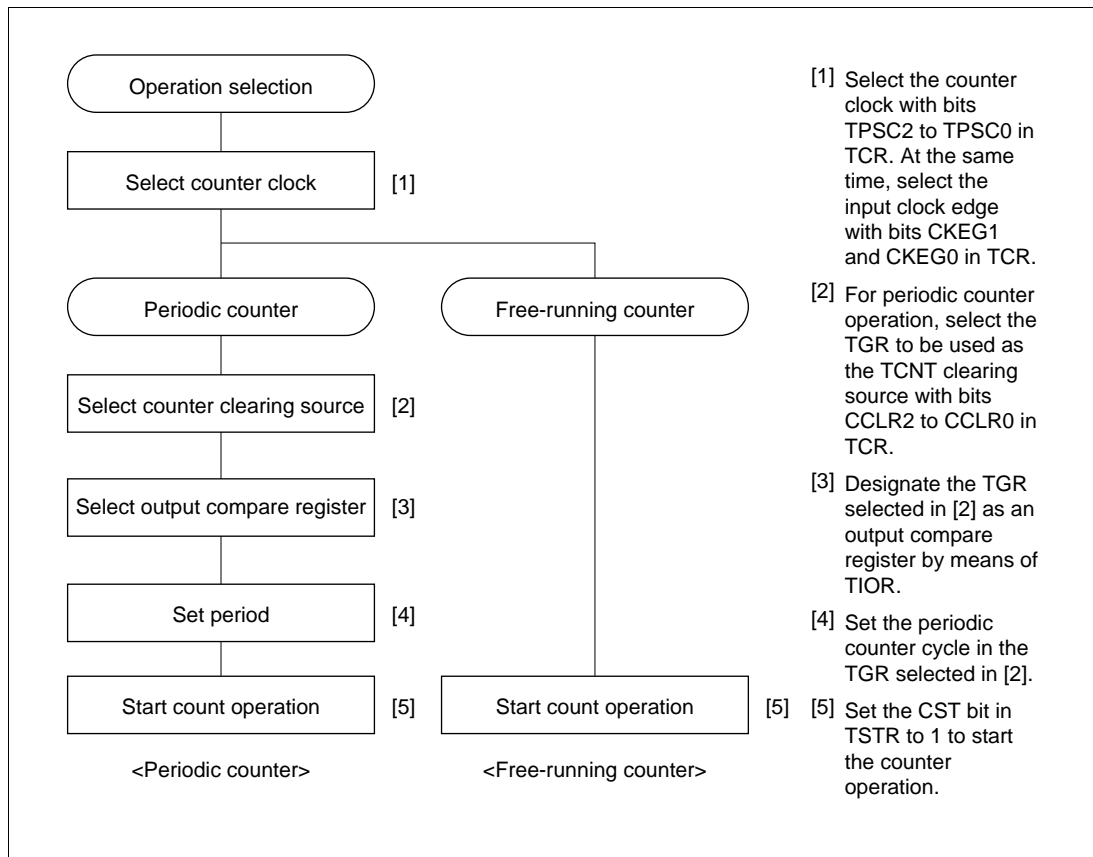 Operation selection
Select counter clock
[1]
Periodic counter
Free-running counter
Select counter clearing source
[2]
Select output compare register
[3]
Set period
[4]
Start count operation
[5]
Start count operation
[5]
<Periodic counter>
<Free-running counter>
[1] Select the counter
clock with bits
TPSC2 to TPSC0 in
TCR. At the same
time, select the
input clock edge
with bits CKEG1
and CKEG0 in TCR.
[2] For periodic counter
operation, select the
TGR to be used as
the TCNT clearing
source with bits
CCLR2 to CCLR0 in
TCR.
[3] Designate the TGR
selected in [2] as an
output compare
register by means of
TIOR.
[4] Set the periodic
counter cycle in the
TGR selected in [2].
[5] Set the CST bit in
TSTR to 1 to start
the counter
operation.